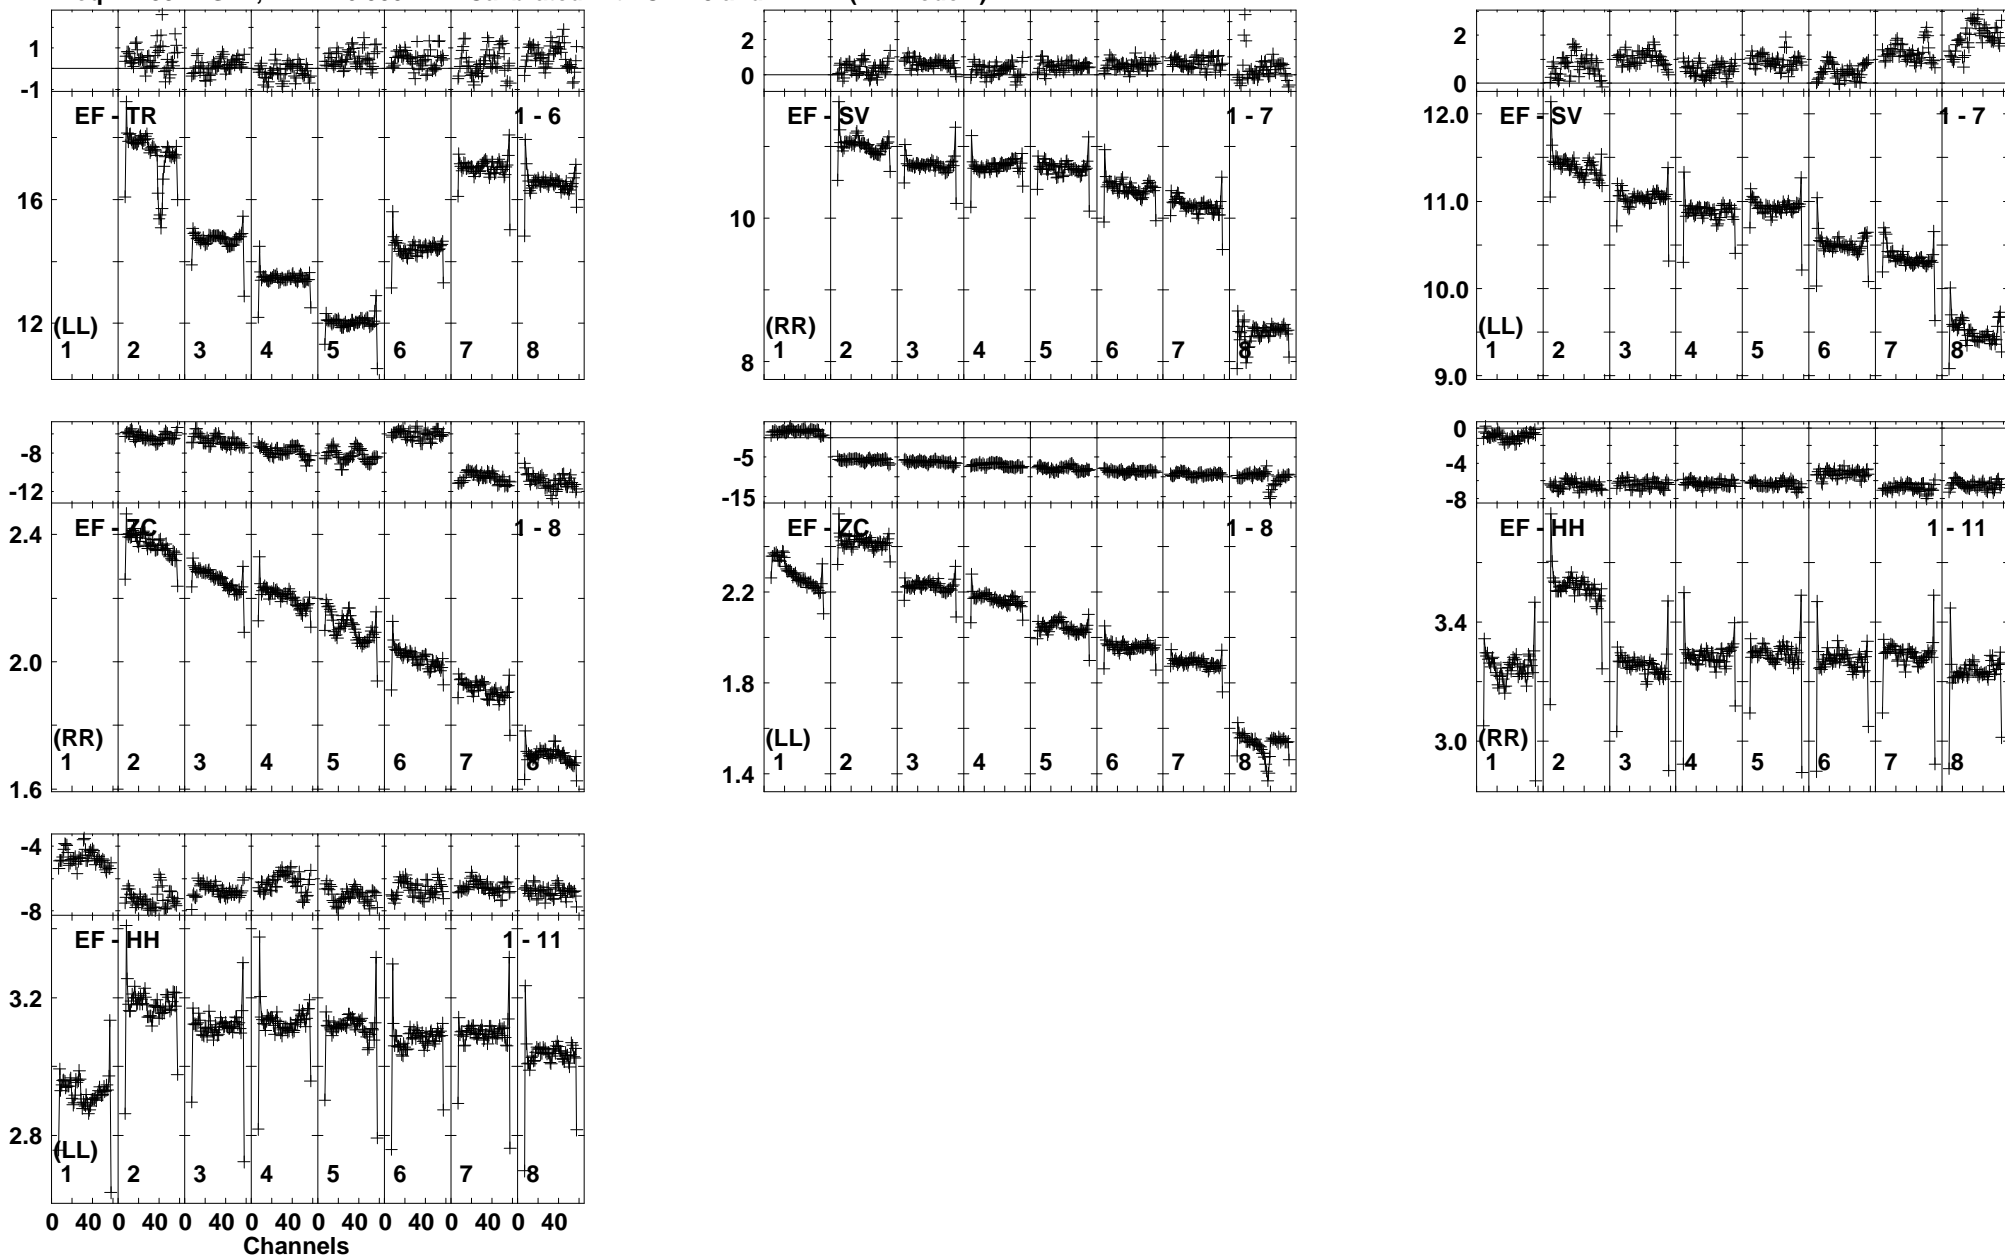 1
-1
EF - TR 1 - 6
16
12
(LL)
1 2 3 4 5 6 7 8
2
0
EF - SV 1 - 7
10
8
(RR)
1 2 3 4 5 6 7 8
2
0
12.0
EF - SV 1 - 7
11.0
10.0
9.0
(LL)
1 2 3 4 5 6 7 8
-8
-12
2.4
EF - ZC 1 - 8
2.0
1.6
(RR)
1 2 3 4 5 6 7 8
-5
-15
EF - ZC 1 - 8
2.2
1.8
1.4
(LL)
1 2 3 4 5 6 7 8
0
-4
-8
EF - HH 1 - 11
3.4
3.0
(RR)
1 2 3 4 5 6 7 8
-4
-8
EF - HH 1 - 11
3.2
2.8
(LL)
1 2 3 4 5 6 7 8
0 40 0 40 0 40 0 40 0 40 0 40 0 40 0 40
Channels